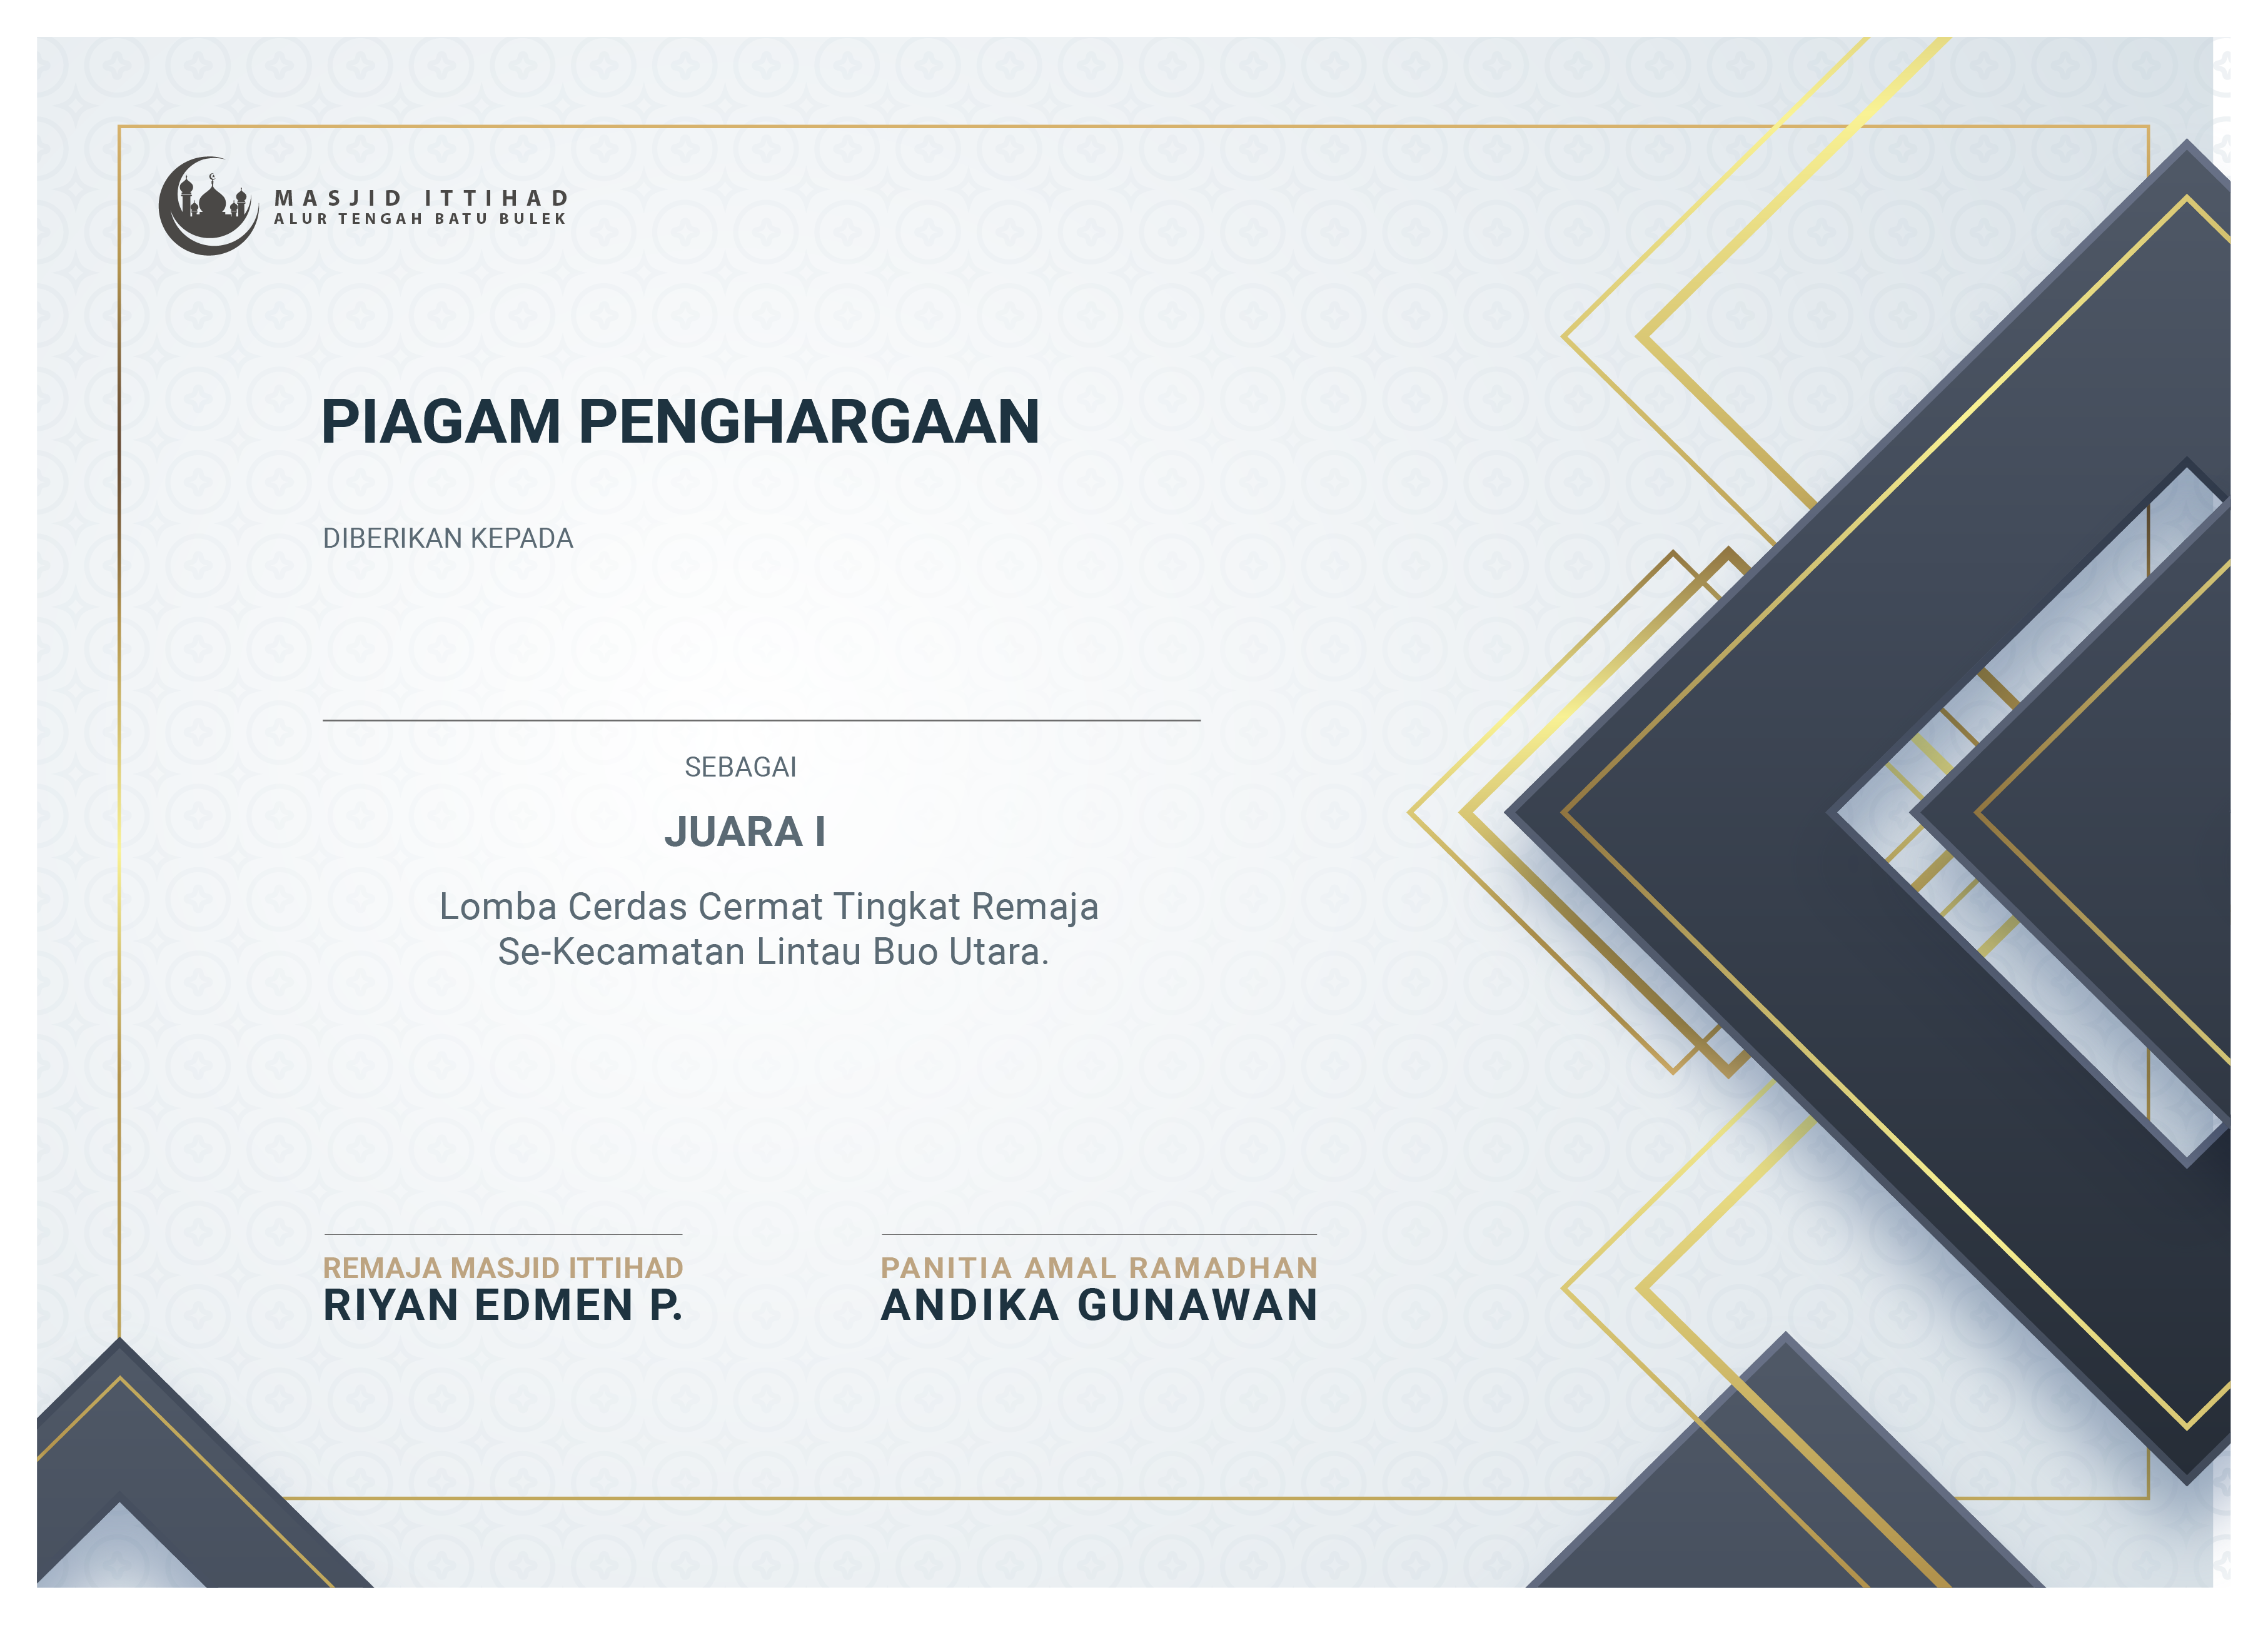 MASJID ITTIHAD
ALUR TENGAH BATU BULEK
PIAGAM PENGHARGAAN
DIBERIKAN KEPADA
SEBAGAI
JUARA I
Lomba Cerdas Cermat Tingkat Remaja
Se-Kecamatan Lintau Buo Utara.
REMAJA MASJID ITTIHAD
RIYAN EDMEN P.
PANITIA AMAL RAMADHAN
ANDIKA GUNAWAN